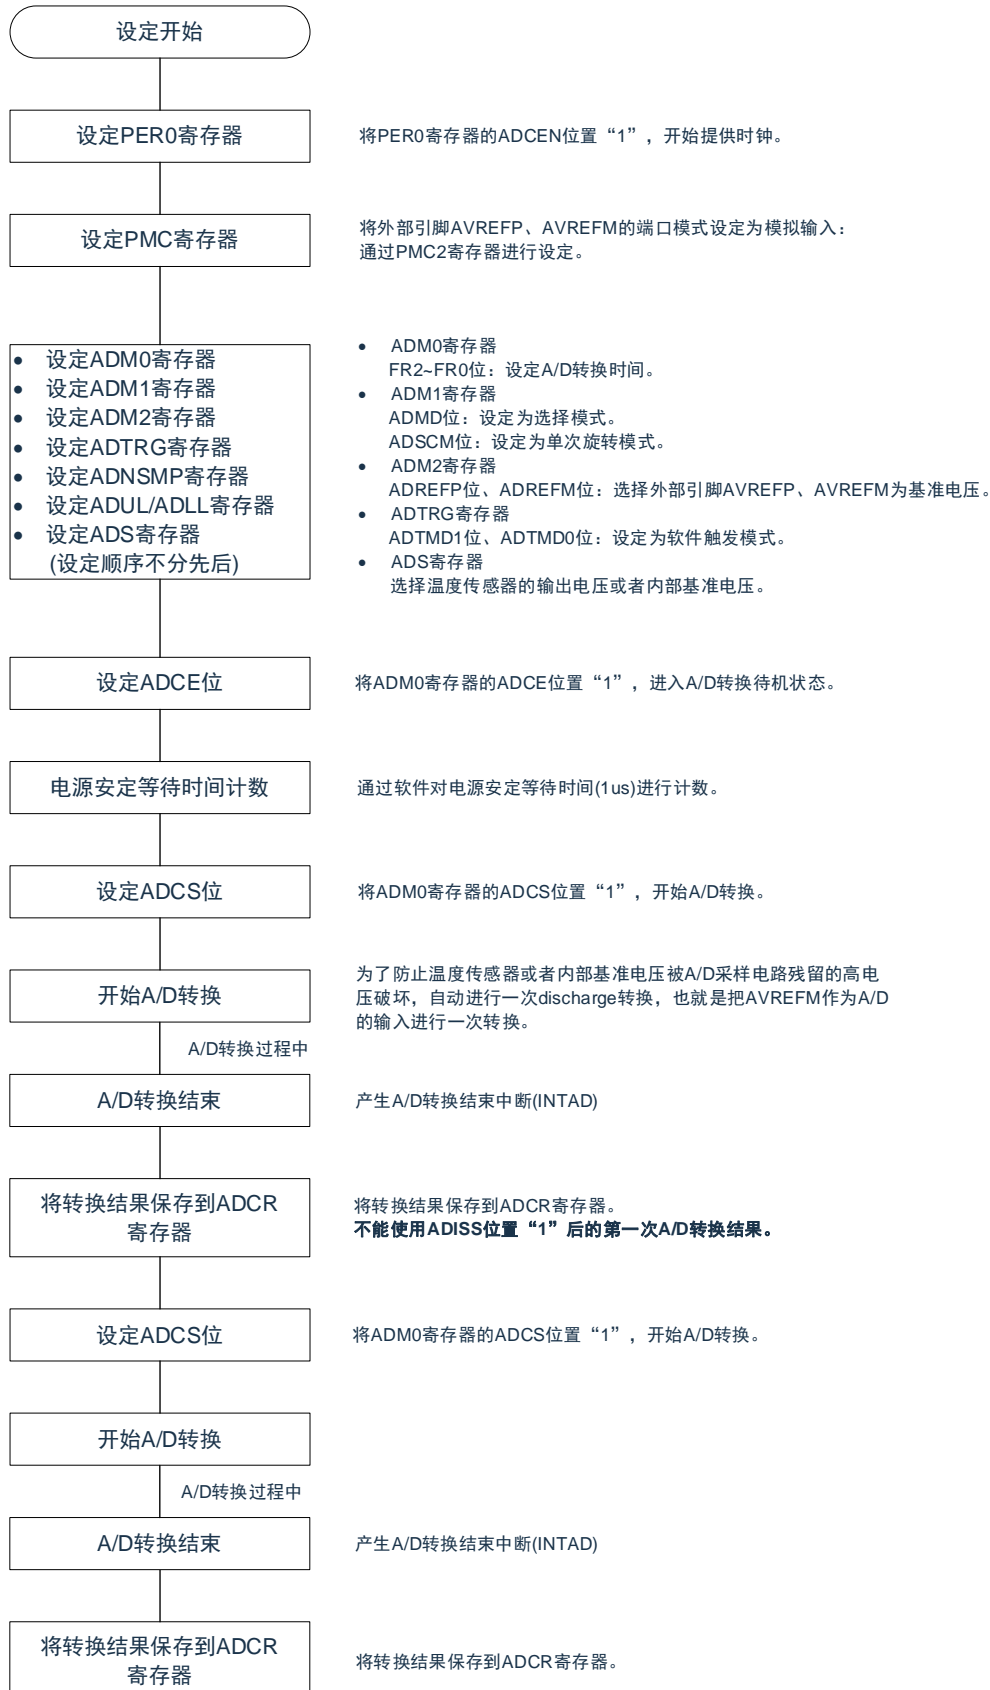 设定开始
设定PER0寄存器
将PER0寄存器的ADCEN位置“1”，开始提供时钟。
设定PMC寄存器
将外部引脚AVREFP、AVREFM的端口模式设定为模拟输入：
通过PMC2寄存器进行设定。
• 设定ADM0寄存器
• 设定ADM1寄存器
• 设定ADM2寄存器
• 设定ADTRG寄存器
• 设定ADNSMP寄存器
• 设定ADUL/ADLL寄存器
• 设定ADS寄存器
(设定顺序不分先后)
• ADM0寄存器
FR2~FR0位：设定A/D转换时间。
• ADM1寄存器
ADMD位：设定为选择模式。
ADSCM位：设定为单次旋转模式。
• ADM2寄存器
ADREFP位、ADREFM位：选择外部引脚AVREFP、AVREFM为基准电压。
• ADTRG寄存器
ADTMD1位、ADTMD0位：设定为软件触发模式。
• ADS寄存器
选择温度传感器的输出电压或者内部基准电压。
设定ADCE位
将ADM0寄存器的ADCE位置“1”，进入A/D转换待机状态。
电源安定等待时间计数
通过软件对电源安定等待时间(1us)进行计数。
设定ADCS位
将ADM0寄存器的ADCS位置“1”，开始A/D转换。
开始A/D转换
为了防止温度传感器或者内部基准电压被A/D采样电路残留的高电
压破坏，自动进行一次discharge转换，也就是把AVREFM作为A/D
的输入进行一次转换。
A/D转换过程中
A/D转换结束
产生A/D转换结束中断(INTAD)
将转换结果保存到ADCR
寄存器
将转换结果保存到ADCR寄存器。
不能使用ADISS位置“1”后的第一次A/D转换结果。
设定ADCS位
将ADM0寄存器的ADCS位置“1”，开始A/D转换。
开始A/D转换
A/D转换过程中
A/D转换结束
产生A/D转换结束中断(INTAD)
将转换结果保存到ADCR
寄存器
将转换结果保存到ADCR寄存器。